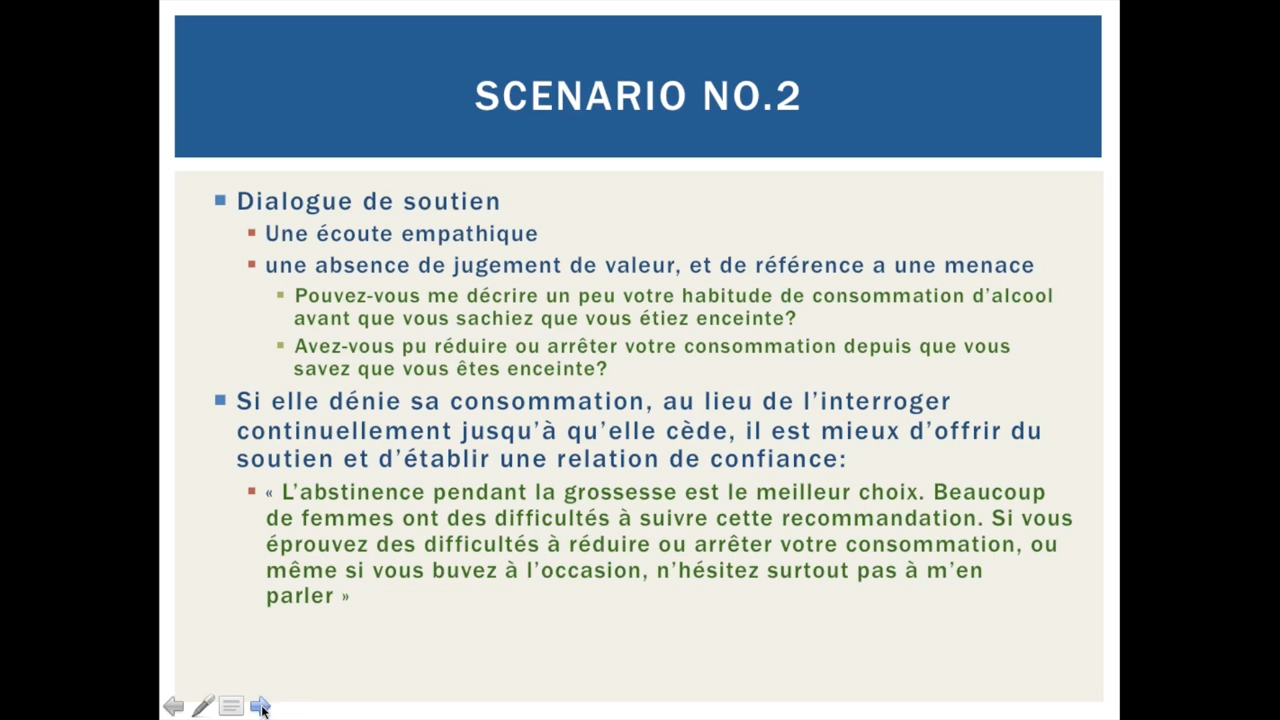 SCENARIO NO.2
Dialogue de soutien
Une écoute empathique
une absence de jugement de valeur, et de référence a une menace
Pouvez-vous me décrire un peu votre habitude de consommation d’alcool
avant que vous sachiez que vous étiez enceinte?
Avez-vous pu réduire ou arrêter votre consommation depuis que vous
savez que vous êtes enceinte?
Si elle dénie sa consommation, au lieu de l’interroger
continuellement jusqu’à qu’elle cède, il est mieux d’offrir du
soutien et d’établir une relation de confiance:
« L’abstinence pendant la grossesse est le meilleur choix. Beaucoup
de femmes ont des difficultés à suivre cette recommandation. Si vous
éprouvez des difficultés à réduire ou arrêter votre consommation, ou
même si vous buvez à l’occasion, n’hésitez surtout pas à m’en
parler »